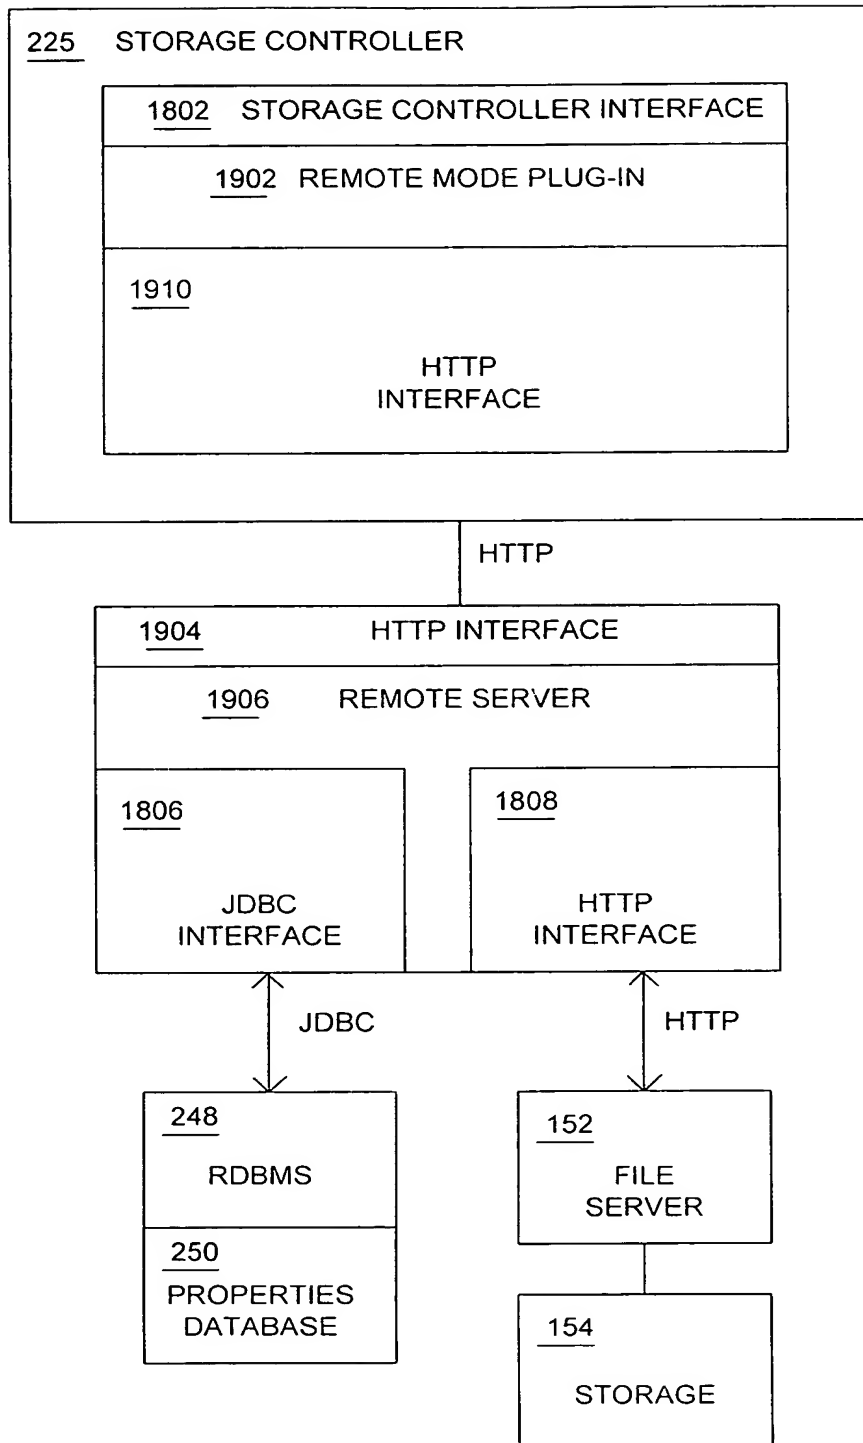 225 STORAGE CONTROLLER
1802 STORAGE CONTROLLER INTERFACE
1902 REMOTE MODE PLUG-IN
1910
HTTP
INTERFACE
HTTP
1904 HTTP INTERFACE
1906 REMOTE SERVER
1806
JDBC
INTERFACE
1808
HTTP
INTERFACE
JDBC
HTTP
248
RDBMS
250
PROPERTIES
DATABASE
152
FILE
SERVER
154
STORAGE